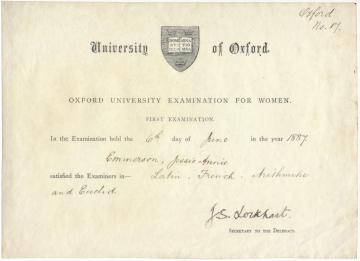 Oxford
No. 17.
University of Oxford.
OXFORD UNIVERSITY EXAMINATION FOR WOMEN.
FIRST EXAMINATION.
In the Examination held the 6th day of June in the year 1887
Emmerson, Jessie Annie
satisfied the Examiners in— Latin, French, Arithmetic
and Euclid.
J.S. Lockhart.
SECRETARY TO THE DELEGACY.